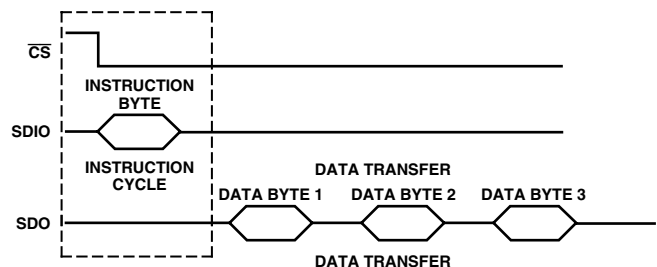 CS
INSTRUCTION
BYTE
SDIO
INSTRUCTION
CYCLE
DATA TRANSFER
DATA BYTE 1 DATA BYTE 2 DATA BYTE 3
SDO
DATA TRANSFER